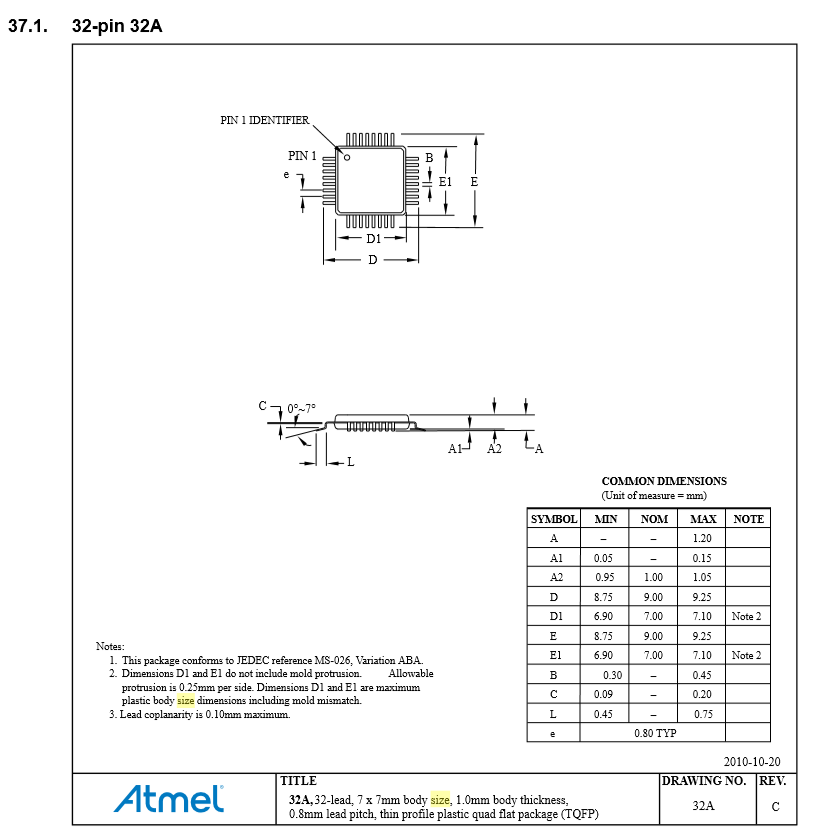 37.1. 32-pin 32A
PIN 1 IDENTIFIER
PIN 1
B
e
E1 E
D1
D
C 0°~7°
A1 A2 A
L
COMMON DIMENSIONS
(Unit of measure = mm)
SYMBOL MIN NOM MAX NOTE
A – – 1.20
A1 0.05 – 0.15
A2 0.95 1.00 1.05
D 8.75 9.00 9.25
D1 6.90 7.00 7.10 Note 2
E 8.75 9.00 9.25
E1 6.90 7.00 7.10 Note 2
B 0.30 – 0.45
C 0.09 – 0.20
L 0.45 – 0.75
e 0.80 TYP
Notes:
1. This package conforms to JEDEC reference MS-026, Variation ABA.
2. Dimensions D1 and E1 do not include mold protrusion. Allowable
protrusion is 0.25mm per side. Dimensions D1 and E1 are maximum
plastic body size dimensions including mold mismatch.
3. Lead coplanarity is 0.10mm maximum.
2010-10-20
Atmel
TITLE
32A, 32-lead, 7 x 7mm body size, 1.0mm body thickness,
0.8mm lead pitch, thin profile plastic quad flat package (TQFP)
DRAWING NO.
32A
REV.
C